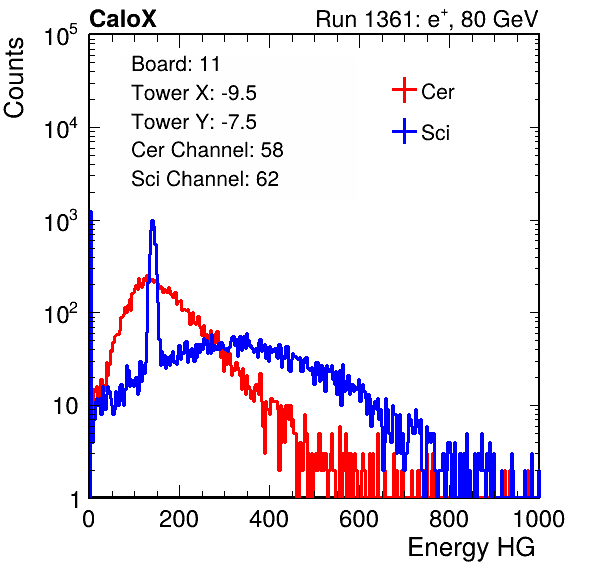 CaloX Run 1361: e+, 80 GeV
Counts
Board: 11
Tower X: -9.5
Tower Y: -7.5
Cer Channel: 58
Sci Channel: 62
Cer
Sci
10^5
10^4
10^3
10^2
10
1
0 200 400 600 800 1000
Energy HG